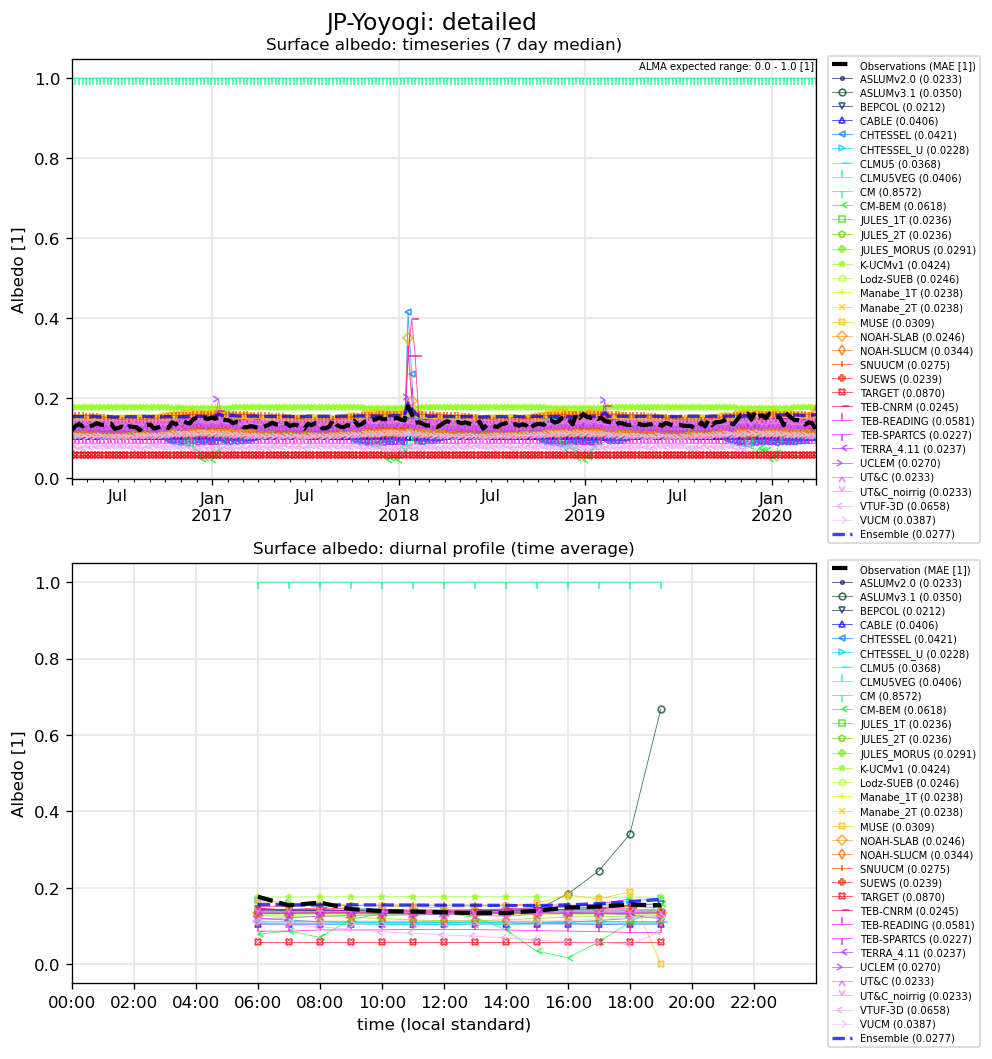 JP-Yoyogi: detailed
Surface albedo: timeseries (7 day median)
ALMA expected range: 0.0 - 1.0 [1]
Albedo [1]
1.0
0.8
0.6
0.4
0.2
0.0
Jul
Jan
2017
Jul
Jan
2018
Jul
Jan
2019
Jul
Jan
2020
Observations (MAE [1])
ASLUMv2.0 (0.0233)
ASLUMv3.1 (0.0350)
BEPCOL (0.0212)
CABLE (0.0406)
CHTESSEL (0.0421)
CHTESSEL_U (0.0228)
CLMU5 (0.0368)
CLMU5VEG (0.0406)
CM (0.8572)
CM-BEM (0.0618)
JULES_1T (0.0236)
JULES_2T (0.0236)
JULES_MORUS (0.0291)
K-UCMv1 (0.0424)
Lodz-SUEB (0.0246)
Manabe_1T (0.0238)
Manabe_2T (0.0238)
MUSE (0.0309)
NOAH-SLAB (0.0246)
NOAH-SLUCM (0.0344)
SNUUCM (0.0275)
SUEWS (0.0239)
TARGET (0.0870)
TEB-CNRM (0.0245)
TEB-READING (0.0581)
TEB-SPARTCS (0.0227)
TERRA_4.11 (0.0237)
UCLEM (0.0270)
UT&C (0.0233)
UT&C_noirrig (0.0233)
VTUF-3D (0.0658)
VUCM (0.0387)
Ensemble (0.0277)
Surface albedo: diurnal profile (time average)
Albedo [1]
1.0
0.8
0.6
0.4
0.2
0.0
00:00
02:00
04:00
06:00
08:00
10:00
12:00
14:00
16:00
18:00
20:00
22:00
time (local standard)
Observation (MAE [1])
ASLUMv2.0 (0.0233)
ASLUMv3.1 (0.0350)
BEPCOL (0.0212)
CABLE (0.0406)
CHTESSEL (0.0421)
CHTESSEL_U (0.0228)
CLMU5 (0.0368)
CLMU5VEG (0.0406)
CM (0.8572)
CM-BEM (0.0618)
JULES_1T (0.0236)
JULES_2T (0.0236)
JULES_MORUS (0.0291)
K-UCMv1 (0.0424)
Lodz-SUEB (0.0246)
Manabe_1T (0.0238)
Manabe_2T (0.0238)
MUSE (0.0309)
NOAH-SLAB (0.0246)
NOAH-SLUCM (0.0344)
SNUUCM (0.0275)
SUEWS (0.0239)
TARGET (0.0870)
TEB-CNRM (0.0245)
TEB-READING (0.0581)
TEB-SPARTCS (0.0227)
TERRA_4.11 (0.0237)
UCLEM (0.0270)
UT&C (0.0233)
UT&C_noirrig (0.0233)
VTUF-3D (0.0658)
VUCM (0.0387)
Ensemble (0.0277)